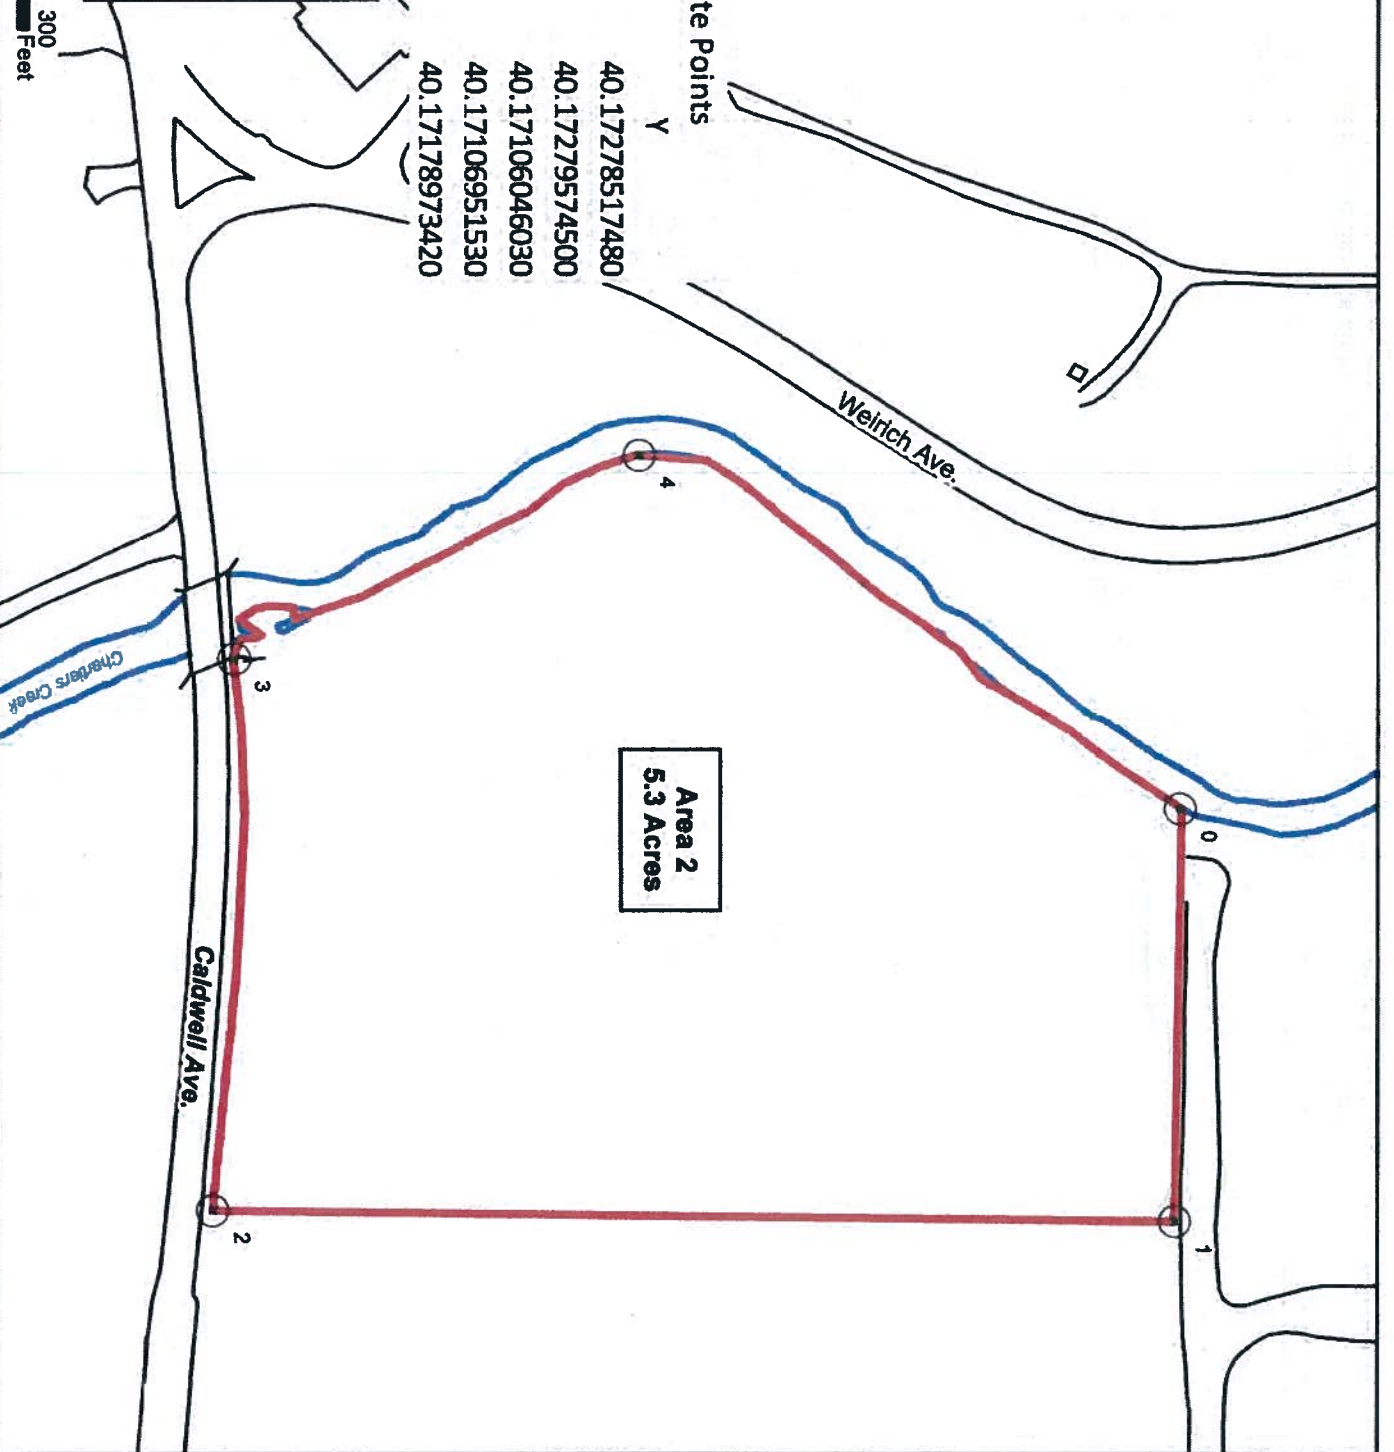 te Points
Y
40.17278517480
40.17279574500
40.17106046030
40.17106951530
40.17178973420
Weirich Ave.
0
1
4
Area 2
5.3 Acres
3
2
Caldwell Ave.
Chartiers Creek
300
Feet